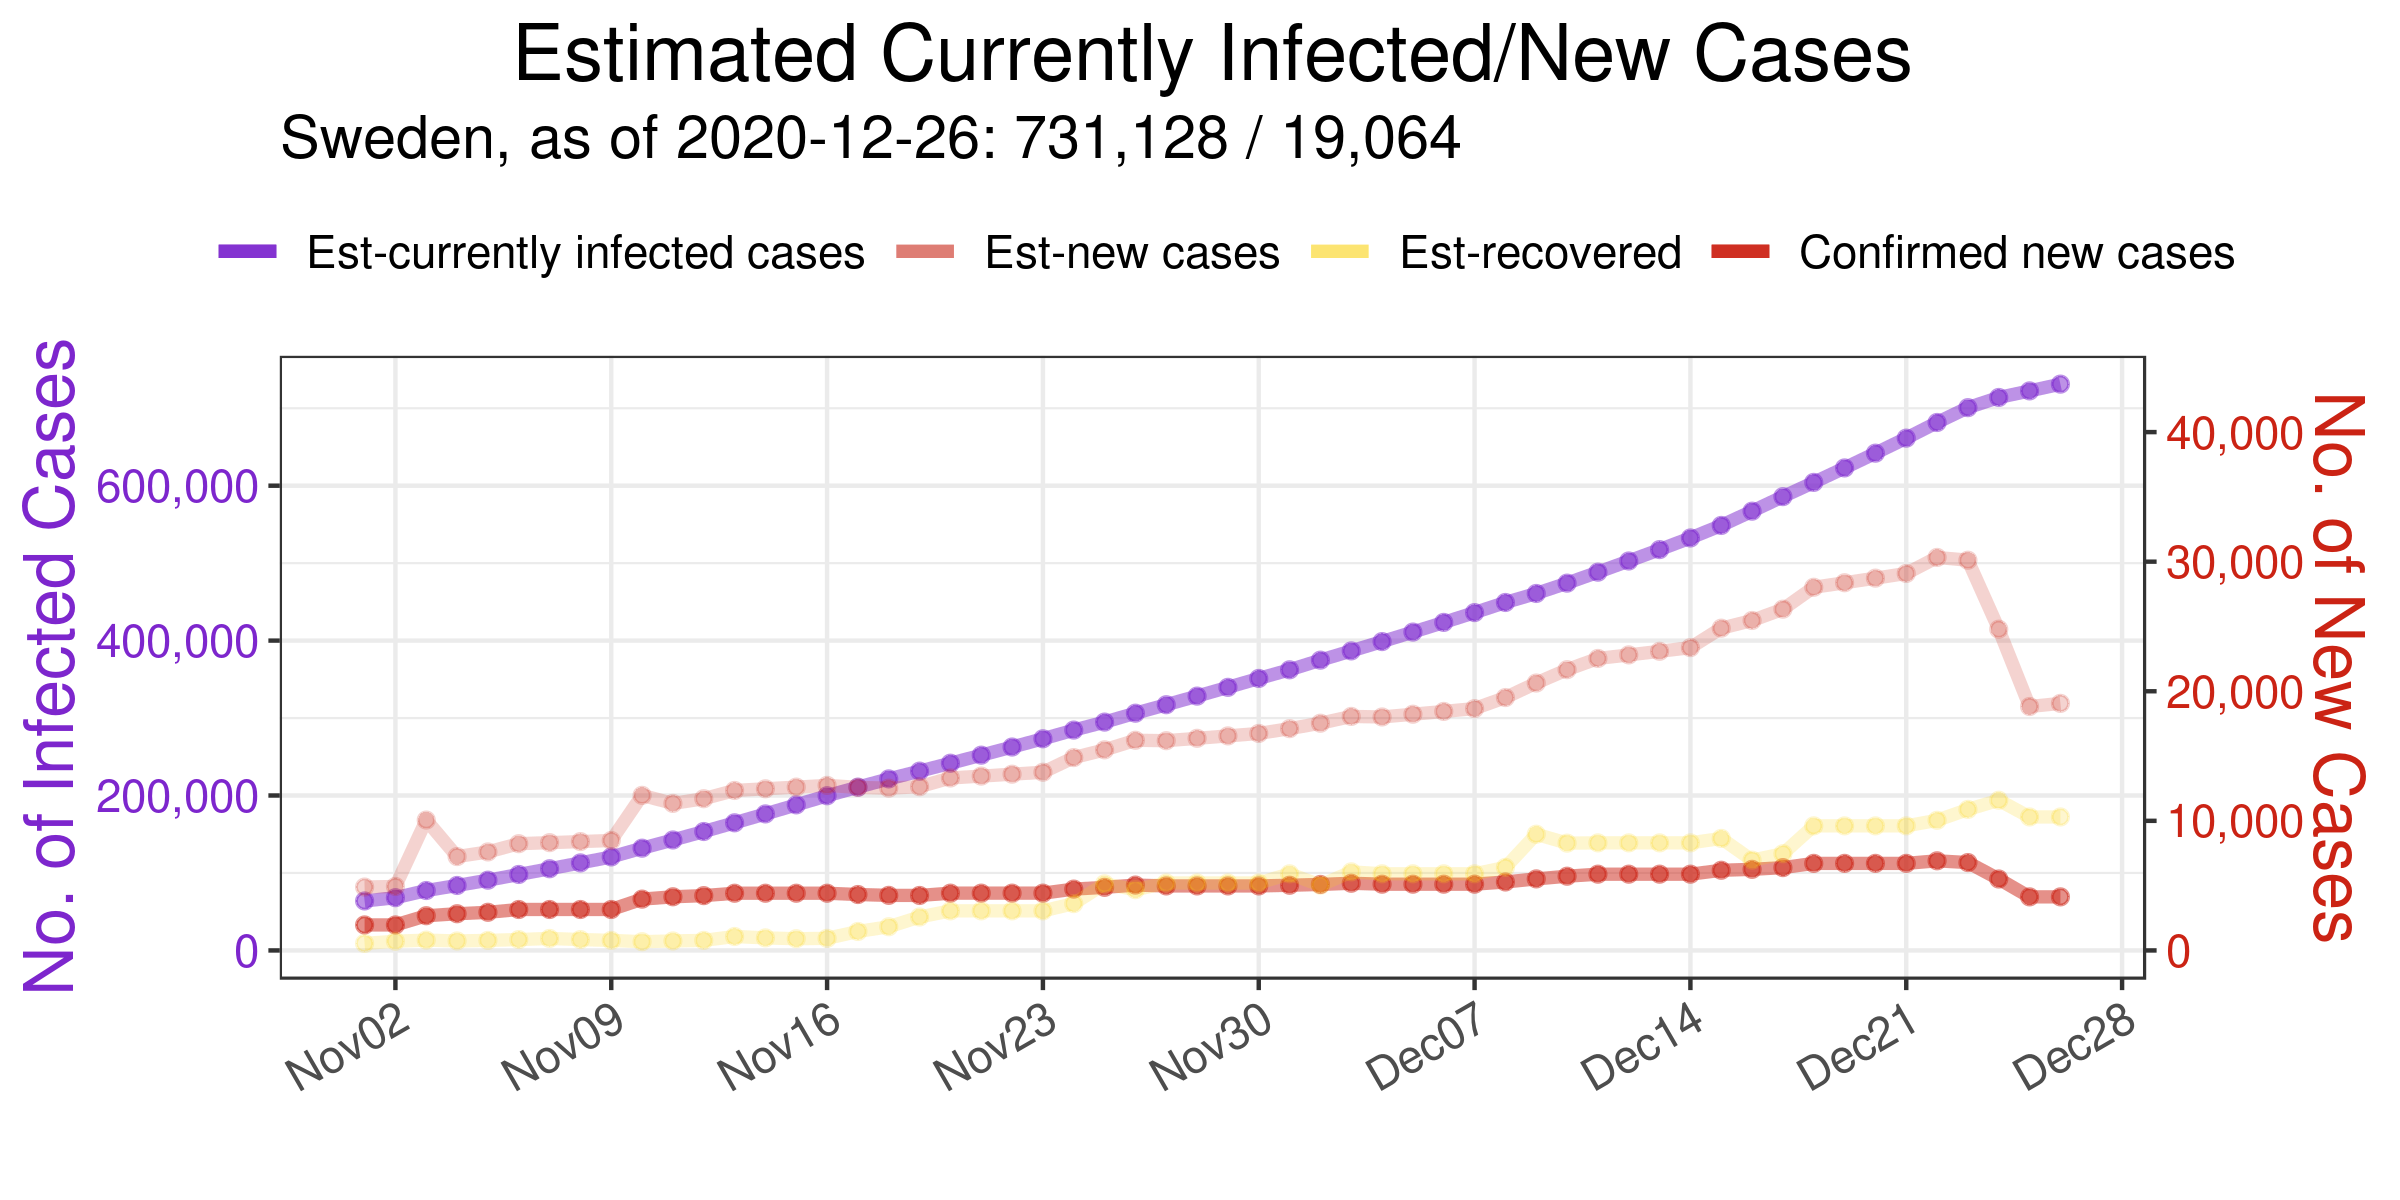 Estimated Currently Infected/New Cases
Sweden, as of 2020-12-26: 731,128 / 19,064
Est-currently infected cases Est-new cases Est-recovered Confirmed new cases
No. of Infected Cases
600,000
400,000
200,000
0
40,000
30,000
20,000
10,000
0
No. of New Cases
Nov02 Nov09 Nov16 Nov23 Nov30 Dec07 Dec14 Dec21 Dec28